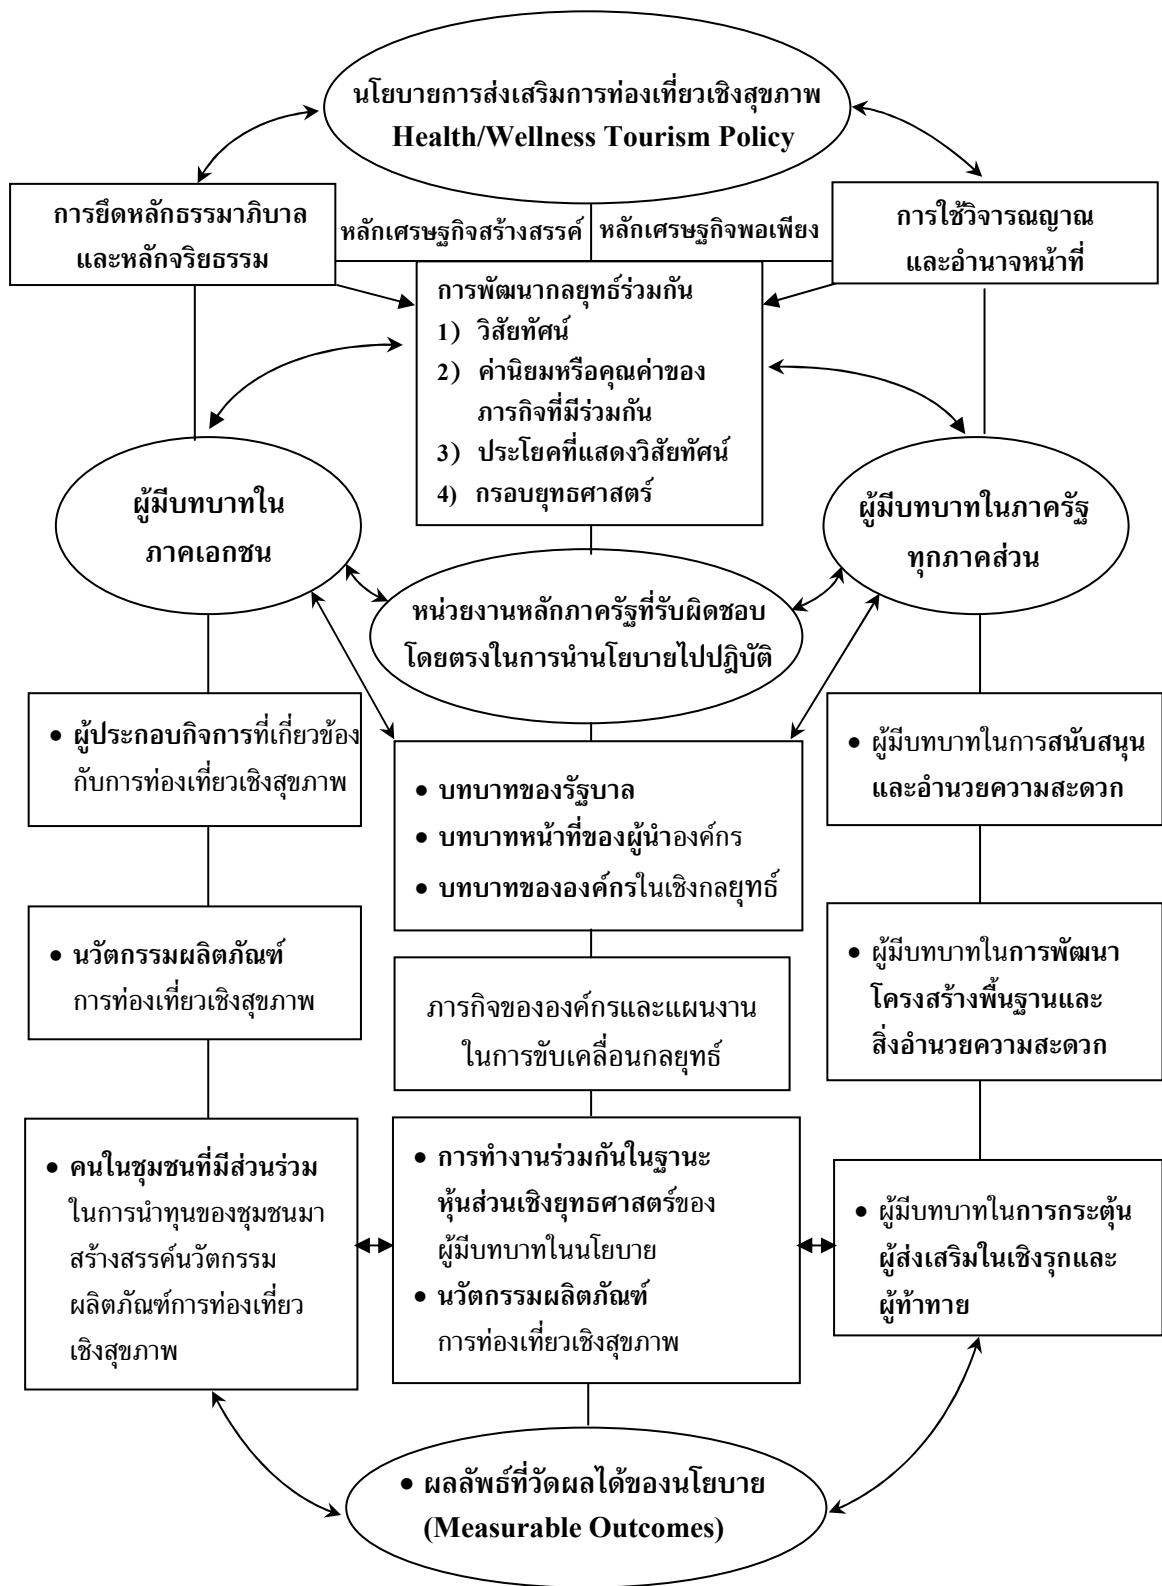 นโยบายการส่งเสริมการท่องเที่ยวเชิงสุขภาพ
Health/Wellness Tourism Policy
การยึดหลักธรรมาภิบาล
และหลักจริยธรรม
หลักเศรษฐกิจสร้างสรรค์
หลักเศรษฐกิจพอเพียง
การใช้วิจารณญาณ
และอำนาจหน้าที่
การพัฒนากลยุทธ์ร่วมกัน
1) วิสัยทัศน์
2) ค่านิยมหรือคุณค่าของ
ภารกิจที่มีร่วมกัน
3) ประโยคที่แสดงวิสัยทัศน์
4) กรอบยุทธศาสตร์
ผู้มีบทบาทใน
ภาคเอกชน
ผู้มีบทบาทในภาครัฐ
ทุกภาคส่วน
หน่วยงานหลักภาครัฐที่รับผิดชอบ
โดยตรงในการนำนโยบายไปปฎิบัติ
• ผู้ประกอบกิจการที่เกี่ยวข้อง
กับการท่องเที่ยวเชิงสุขภาพ
• บทบาทของรัฐบาล
• บทบาทหน้าที่ของผู้นำองค์กร
• บทบาทขององค์กรในเชิงกลยุทธ์
• ผู้มีบทบาทในการสนับสนุน
และอำนวยความสะดวก
• นวัตกรรมผลิตภัณฑ์
การท่องเที่ยวเชิงสุขภาพ
ภารกิจขององค์กรและแผนงาน
ในการขับเคลื่อนกลยุทธ์
• ผู้มีบทบาทในการพัฒนา
โครงสร้างพื้นฐานและ
สิ่งอำนวยความสะดวก
• คนในชุมชนที่มีส่วนร่วม
ในการนำทุนของชุมชนมา
สร้างสรรค์นวัตกรรม
ผลิตภัณฑ์การท่องเที่ยว
เชิงสุขภาพ
• การทำงานร่วมกันในฐานะ
หุ้นส่วนเชิงยุทธศาสตร์ของ
ผู้มีบทบาทในนโยบาย
• นวัตกรรมผลิตภัณฑ์
การท่องเที่ยวเชิงสุขภาพ
• ผู้มีบทบาทในการกระตุ้น
ผู้ส่งเสริมในเชิงรุกและ
ผู้ท้าทาย
• ผลลัพธ์ที่วัดผลได้ของนโยบาย
(Measurable Outcomes)